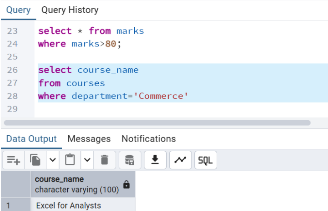 Query Query History
23 select * from marks
24 where marks>80;
25
26 select course_name
27 from courses
28 where department='Commerce'
29
Data Output Messages Notifications
SQL
course_name
character varying (100)
1 Excel for Analysts